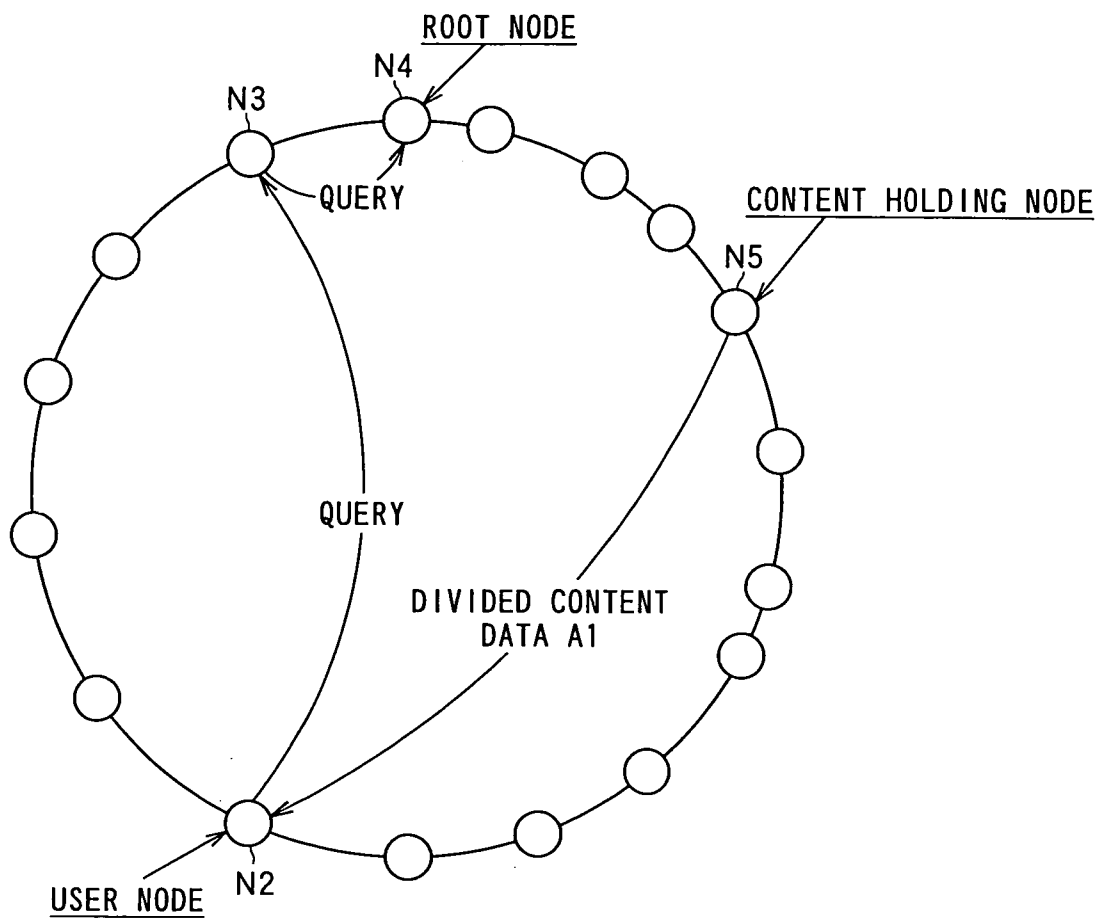 ROOT NODE
N4
N3
QUERY
CONTENT HOLDING NODE
N5
QUERY
DIVIDED CONTENT
DATA A1
N2
USER NODE